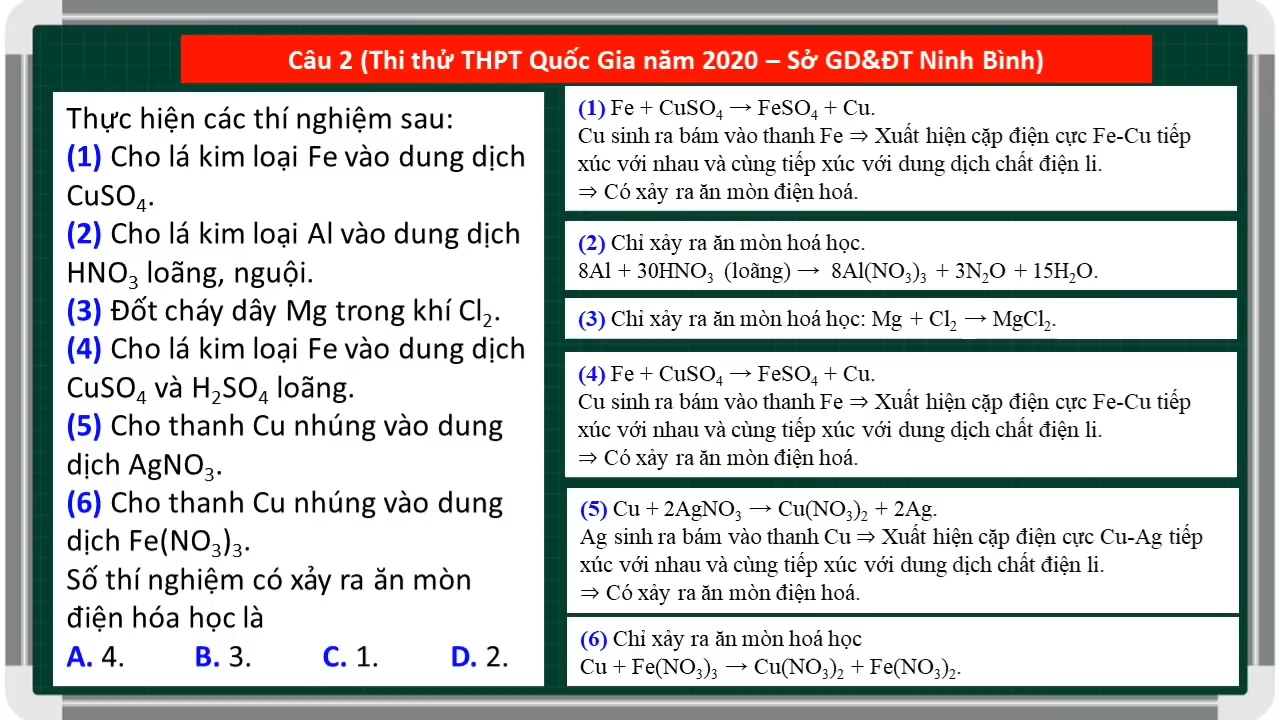 Câu 2 (Thi thử THPT Quốc Gia năm 2020 – Sở GD&ĐT Ninh Bình)
Thực hiện các thí nghiệm sau:
(1) Cho lá kim loại Fe vào dung dịch
CuSO₄.
(2) Cho lá kim loại Al vào dung dịch
HNO₃ loãng, nguội.
(3) Đốt cháy dây Mg trong khí Cl₂.
(4) Cho lá kim loại Fe vào dung dịch
CuSO₄ và H₂SO₄ loãng.
(5) Cho thanh Cu nhúng vào dung
dịch AgNO₃.
(6) Cho thanh Cu nhúng vào dung
dịch Fe(NO₃)₃.
Số thí nghiệm có xảy ra ăn mòn
điện hóa học là
A. 4. B. 3. C. 1. D. 2.
(1) Fe + CuSO₄ → FeSO₄ + Cu.
Cu sinh ra bám vào thanh Fe ⇒ Xuất hiện cặp điện cực Fe-Cu tiếp
xúc với nhau và cùng tiếp xúc với dung dịch chất điện li.
⇒ Có xảy ra ăn mòn điện hoá.
(2) Chỉ xảy ra ăn mòn hoá học.
8Al + 30HNO₃ (loãng) → 8Al(NO₃)₃ + 3N₂O + 15H₂O.
(3) Chỉ xảy ra ăn mòn hoá học: Mg + Cl₂ → MgCl₂.
(4) Fe + CuSO₄ → FeSO₄ + Cu.
Cu sinh ra bám vào thanh Fe ⇒ Xuất hiện cặp điện cực Fe-Cu tiếp
xúc với nhau và cùng tiếp xúc với dung dịch chất điện li.
⇒ Có xảy ra ăn mòn điện hoá.
(5) Cu + 2AgNO₃ → Cu(NO₃)₂ + 2Ag.
Ag sinh ra bám vào thanh Cu ⇒ Xuất hiện cặp điện cực Cu-Ag tiếp
xúc với nhau và cùng tiếp xúc với dung dịch chất điện li.
⇒ Có xảy ra ăn mòn điện hoá.
(6) Chỉ xảy ra ăn mòn hoá học
Cu + Fe(NO₃)₃ → Cu(NO₃)₂ + Fe(NO₃)₂.